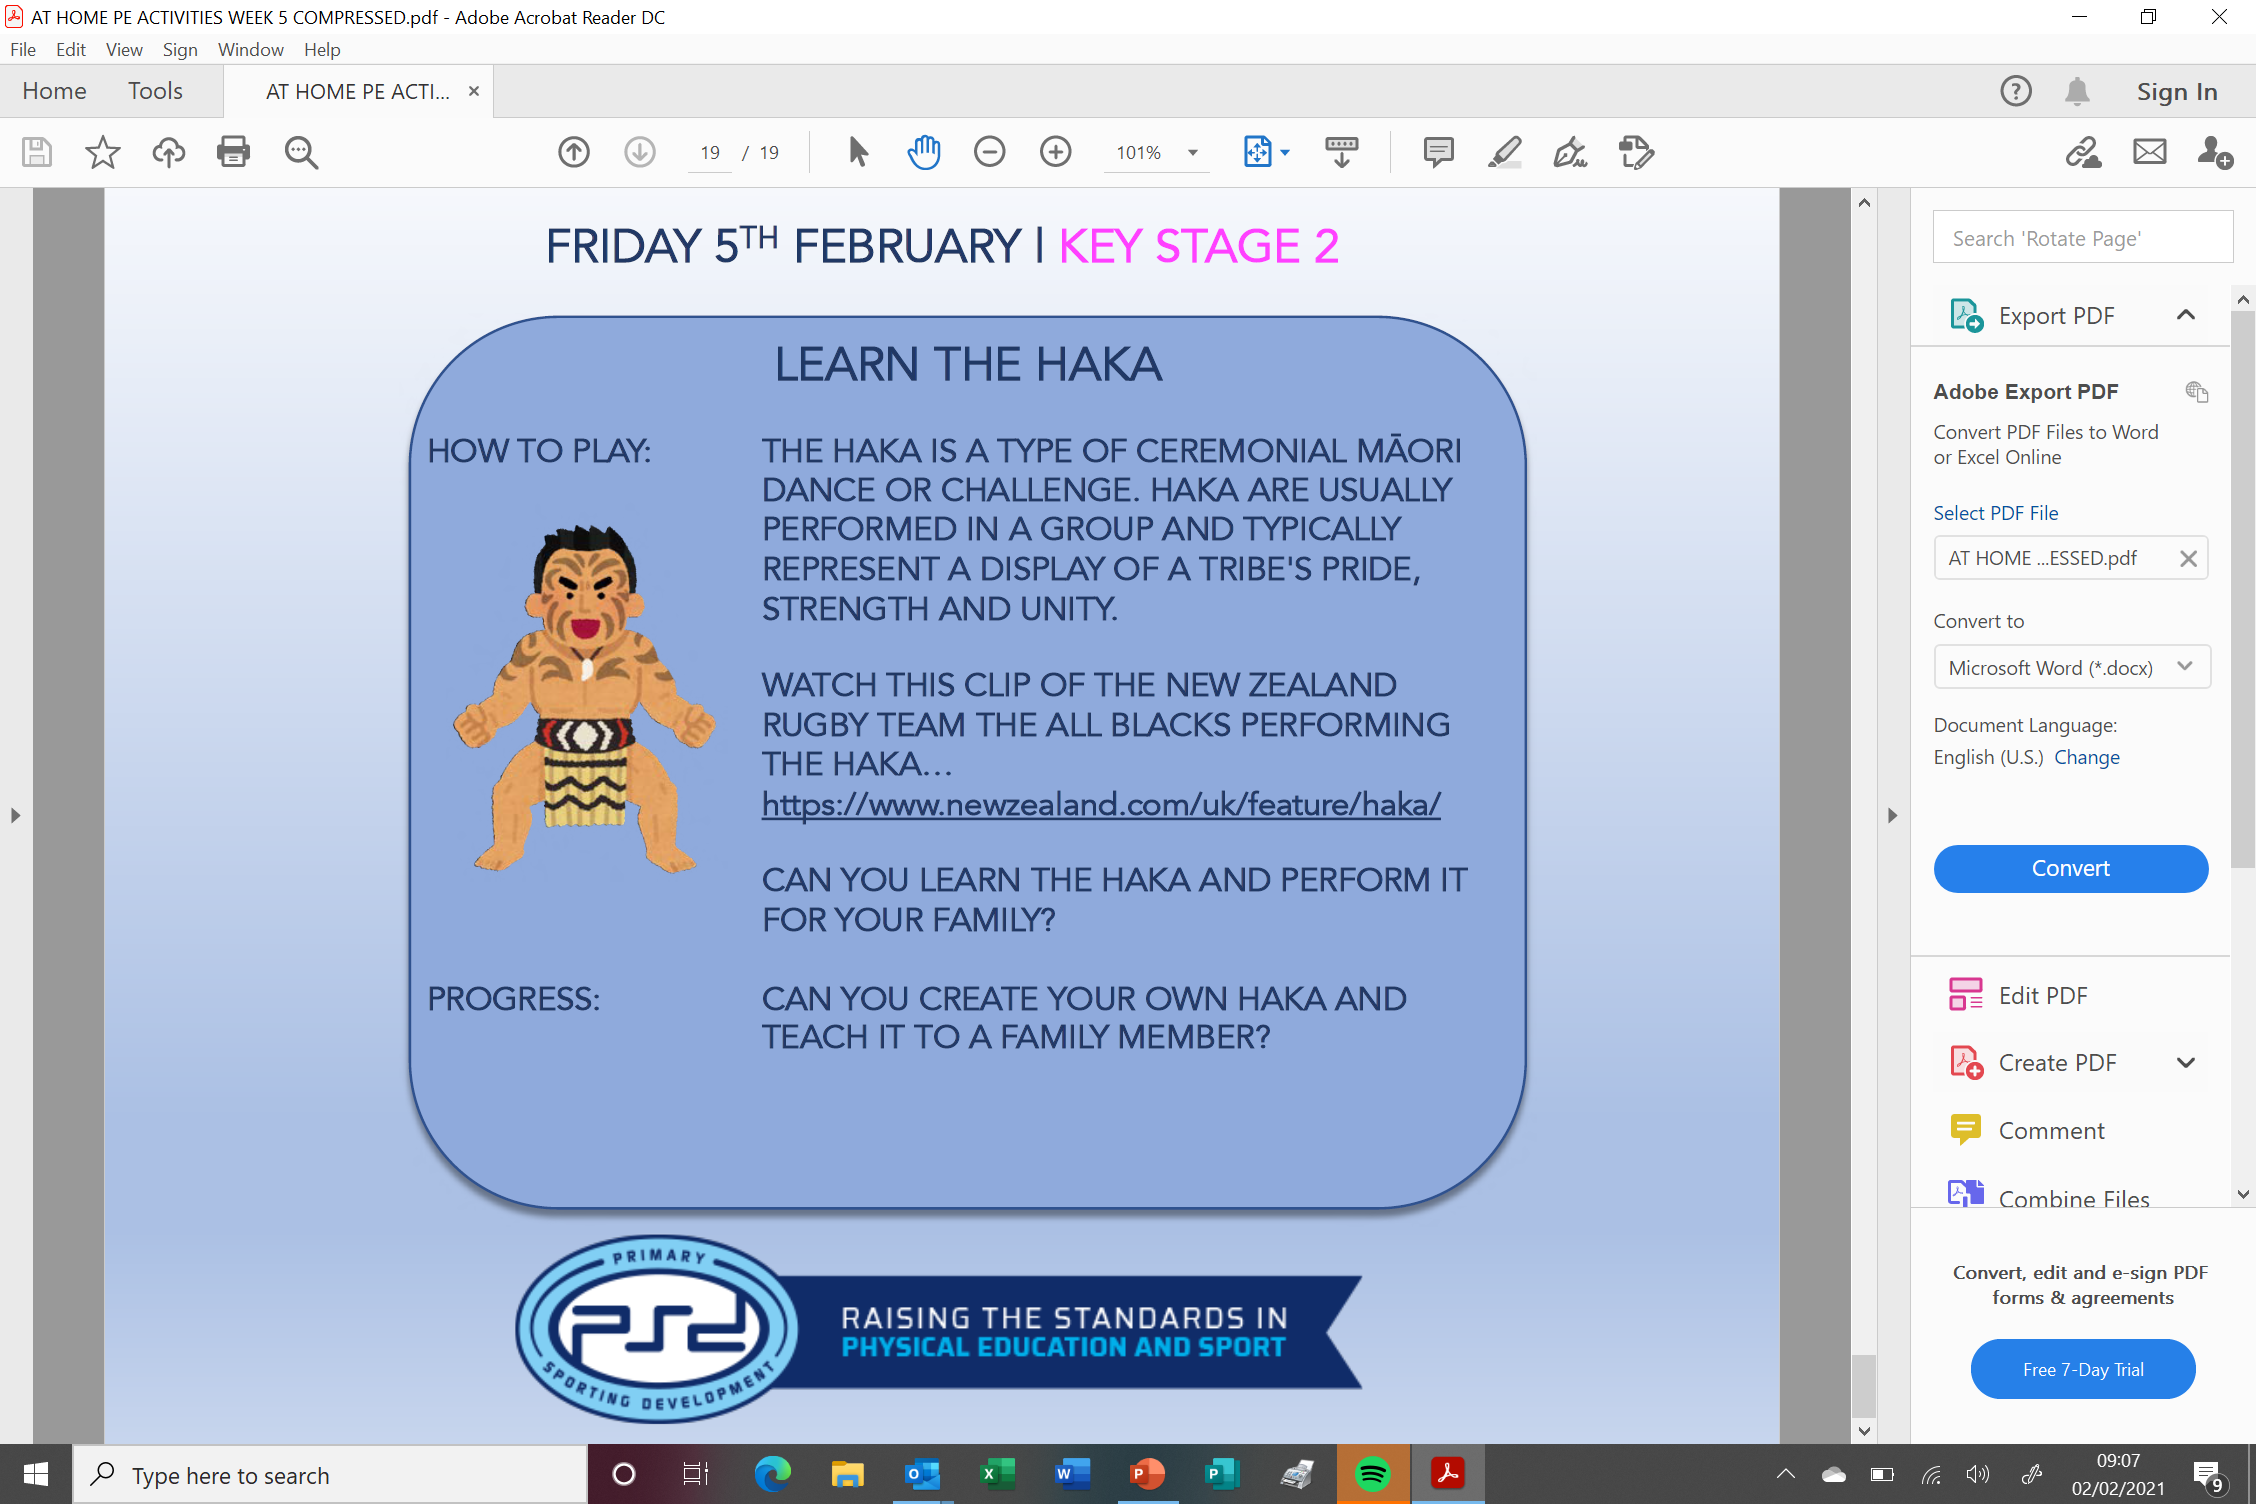 AT HOME PE ACTIVITIES WEEK 5 COMPRESSED.pdf - Adobe Acrobat Reader DC
File Edit View Sign Window Help
Home Tools AT HOME PE ACTI... × Sign In
19 / 19 101%
FRIDAY 5TH FEBRUARY | KEY STAGE 2
LEARN THE HAKA
HOW TO PLAY: THE HAKA IS A TYPE OF CEREMONIAL MĀORI
DANCE OR CHALLENGE. HAKA ARE USUALLY
PERFORMED IN A GROUP AND TYPICALLY
REPRESENT A DISPLAY OF A TRIBE'S PRIDE,
STRENGTH AND UNITY.
WATCH THIS CLIP OF THE NEW ZEALAND
RUGBY TEAM THE ALL BLACKS PERFORMING
THE HAKA...
https://www.newzealand.com/uk/feature/haka/
CAN YOU LEARN THE HAKA AND PERFORM IT
FOR YOUR FAMILY?
PROGRESS: CAN YOU CREATE YOUR OWN HAKA AND
TEACH IT TO A FAMILY MEMBER?
PRIMARY
PSD
SPORTING DEVELOPMENT
RAISING THE STANDARDS IN
PHYSICAL EDUCATION AND SPORT
Search 'Rotate Page'
Export PDF
Adobe Export PDF
Convert PDF Files to Word
or Excel Online
Select PDF File
AT HOME ...ESSED.pdf
Convert to
Microsoft Word (*.docx)
Document Language:
English (U.S.) Change
Convert
Edit PDF
Create PDF
Comment
Combine Files
Convert, edit and e-sign PDF
forms & agreements
Free 7-Day Trial
Type here to search
09:07
02/02/2021
9